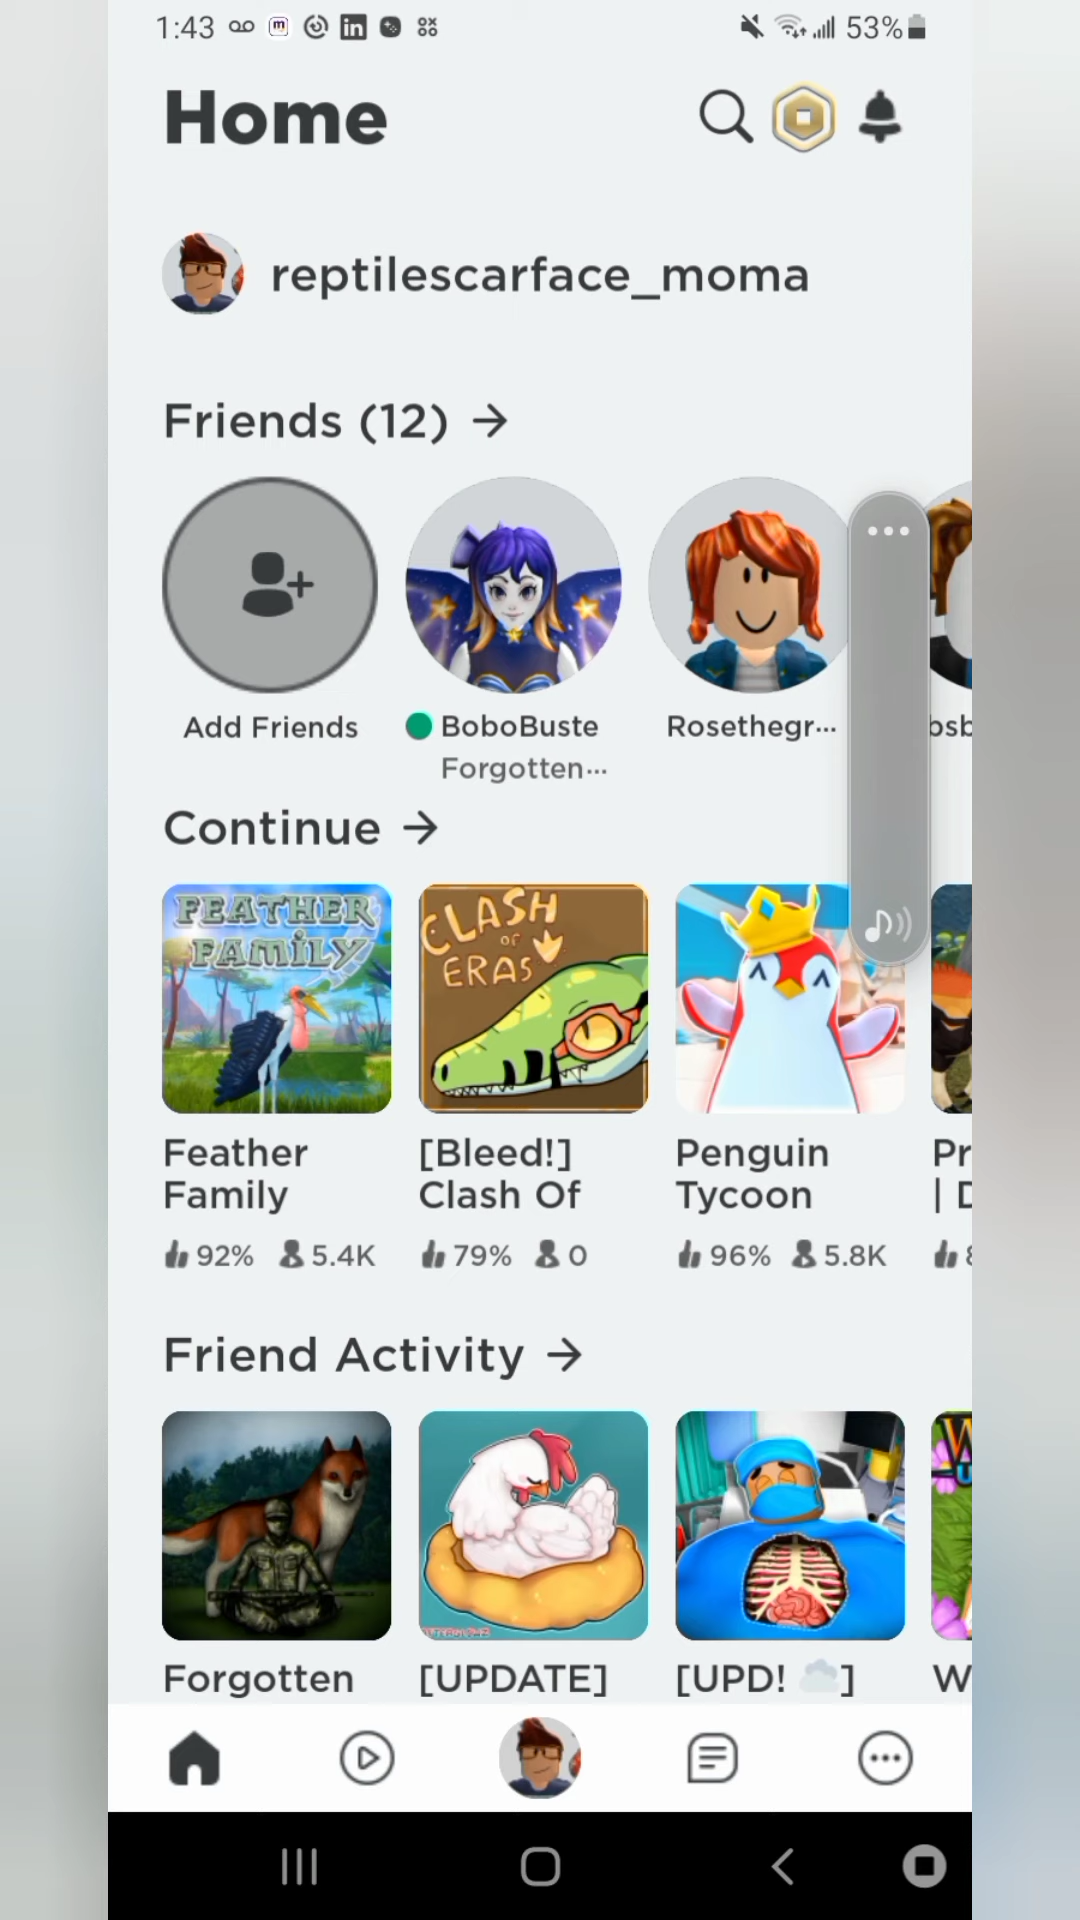 1:43
53%
Home
reptilescarface_moma
Friends (12)
Add Friends
BoboBuste
Forgotten...
Rosethegr...
bsb
Continue
FEATHER
FAMILY
CLASH
OF
ERAS
Feather
Family
92% 5.4K
[Bleed!]
Clash Of
79% 0
Penguin
Tycoon
96% 5.8K
Pr
| D
Friend Activity
Forgotten
[UPDATE]
[UPD! ☁️]
W